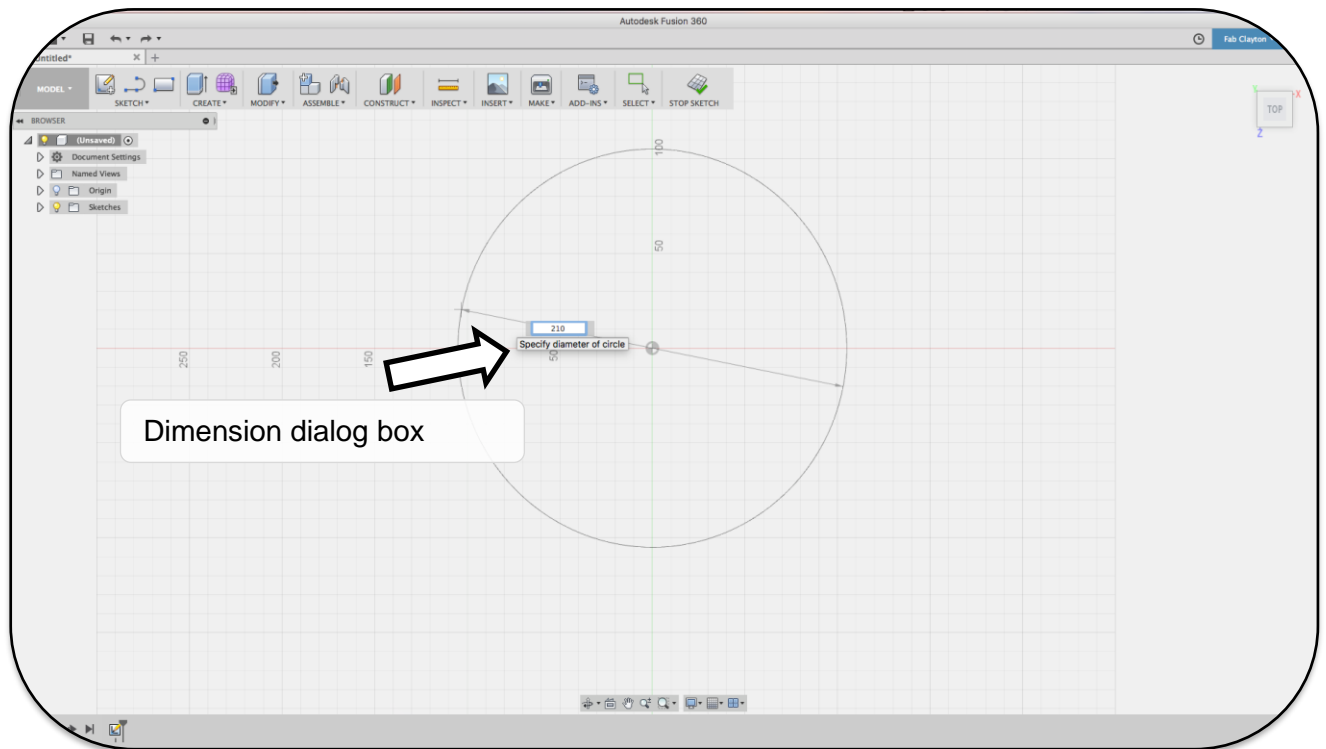 Autodesk Fusion 360
Fab Clayton
Untitled* × +
MODEL
SKETCH CREATE MODIFY ASSEMBLE CONSTRUCT INSPECT INSERT MAKE ADD-INS SELECT STOP SKETCH
BROWSER
(Unsaved)
Document Settings
Named Views
Origin
Sketches
Y
X
TOP
Z
100
50
210
Specify diameter of circle
250
200
150
50
Dimension dialog box